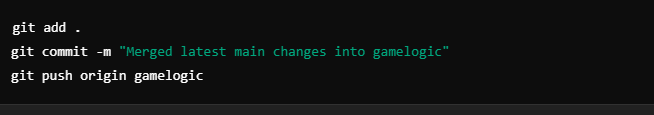 git add .
git commit -m "Merged latest main changes into gamelogic"
git push origin gamelogic